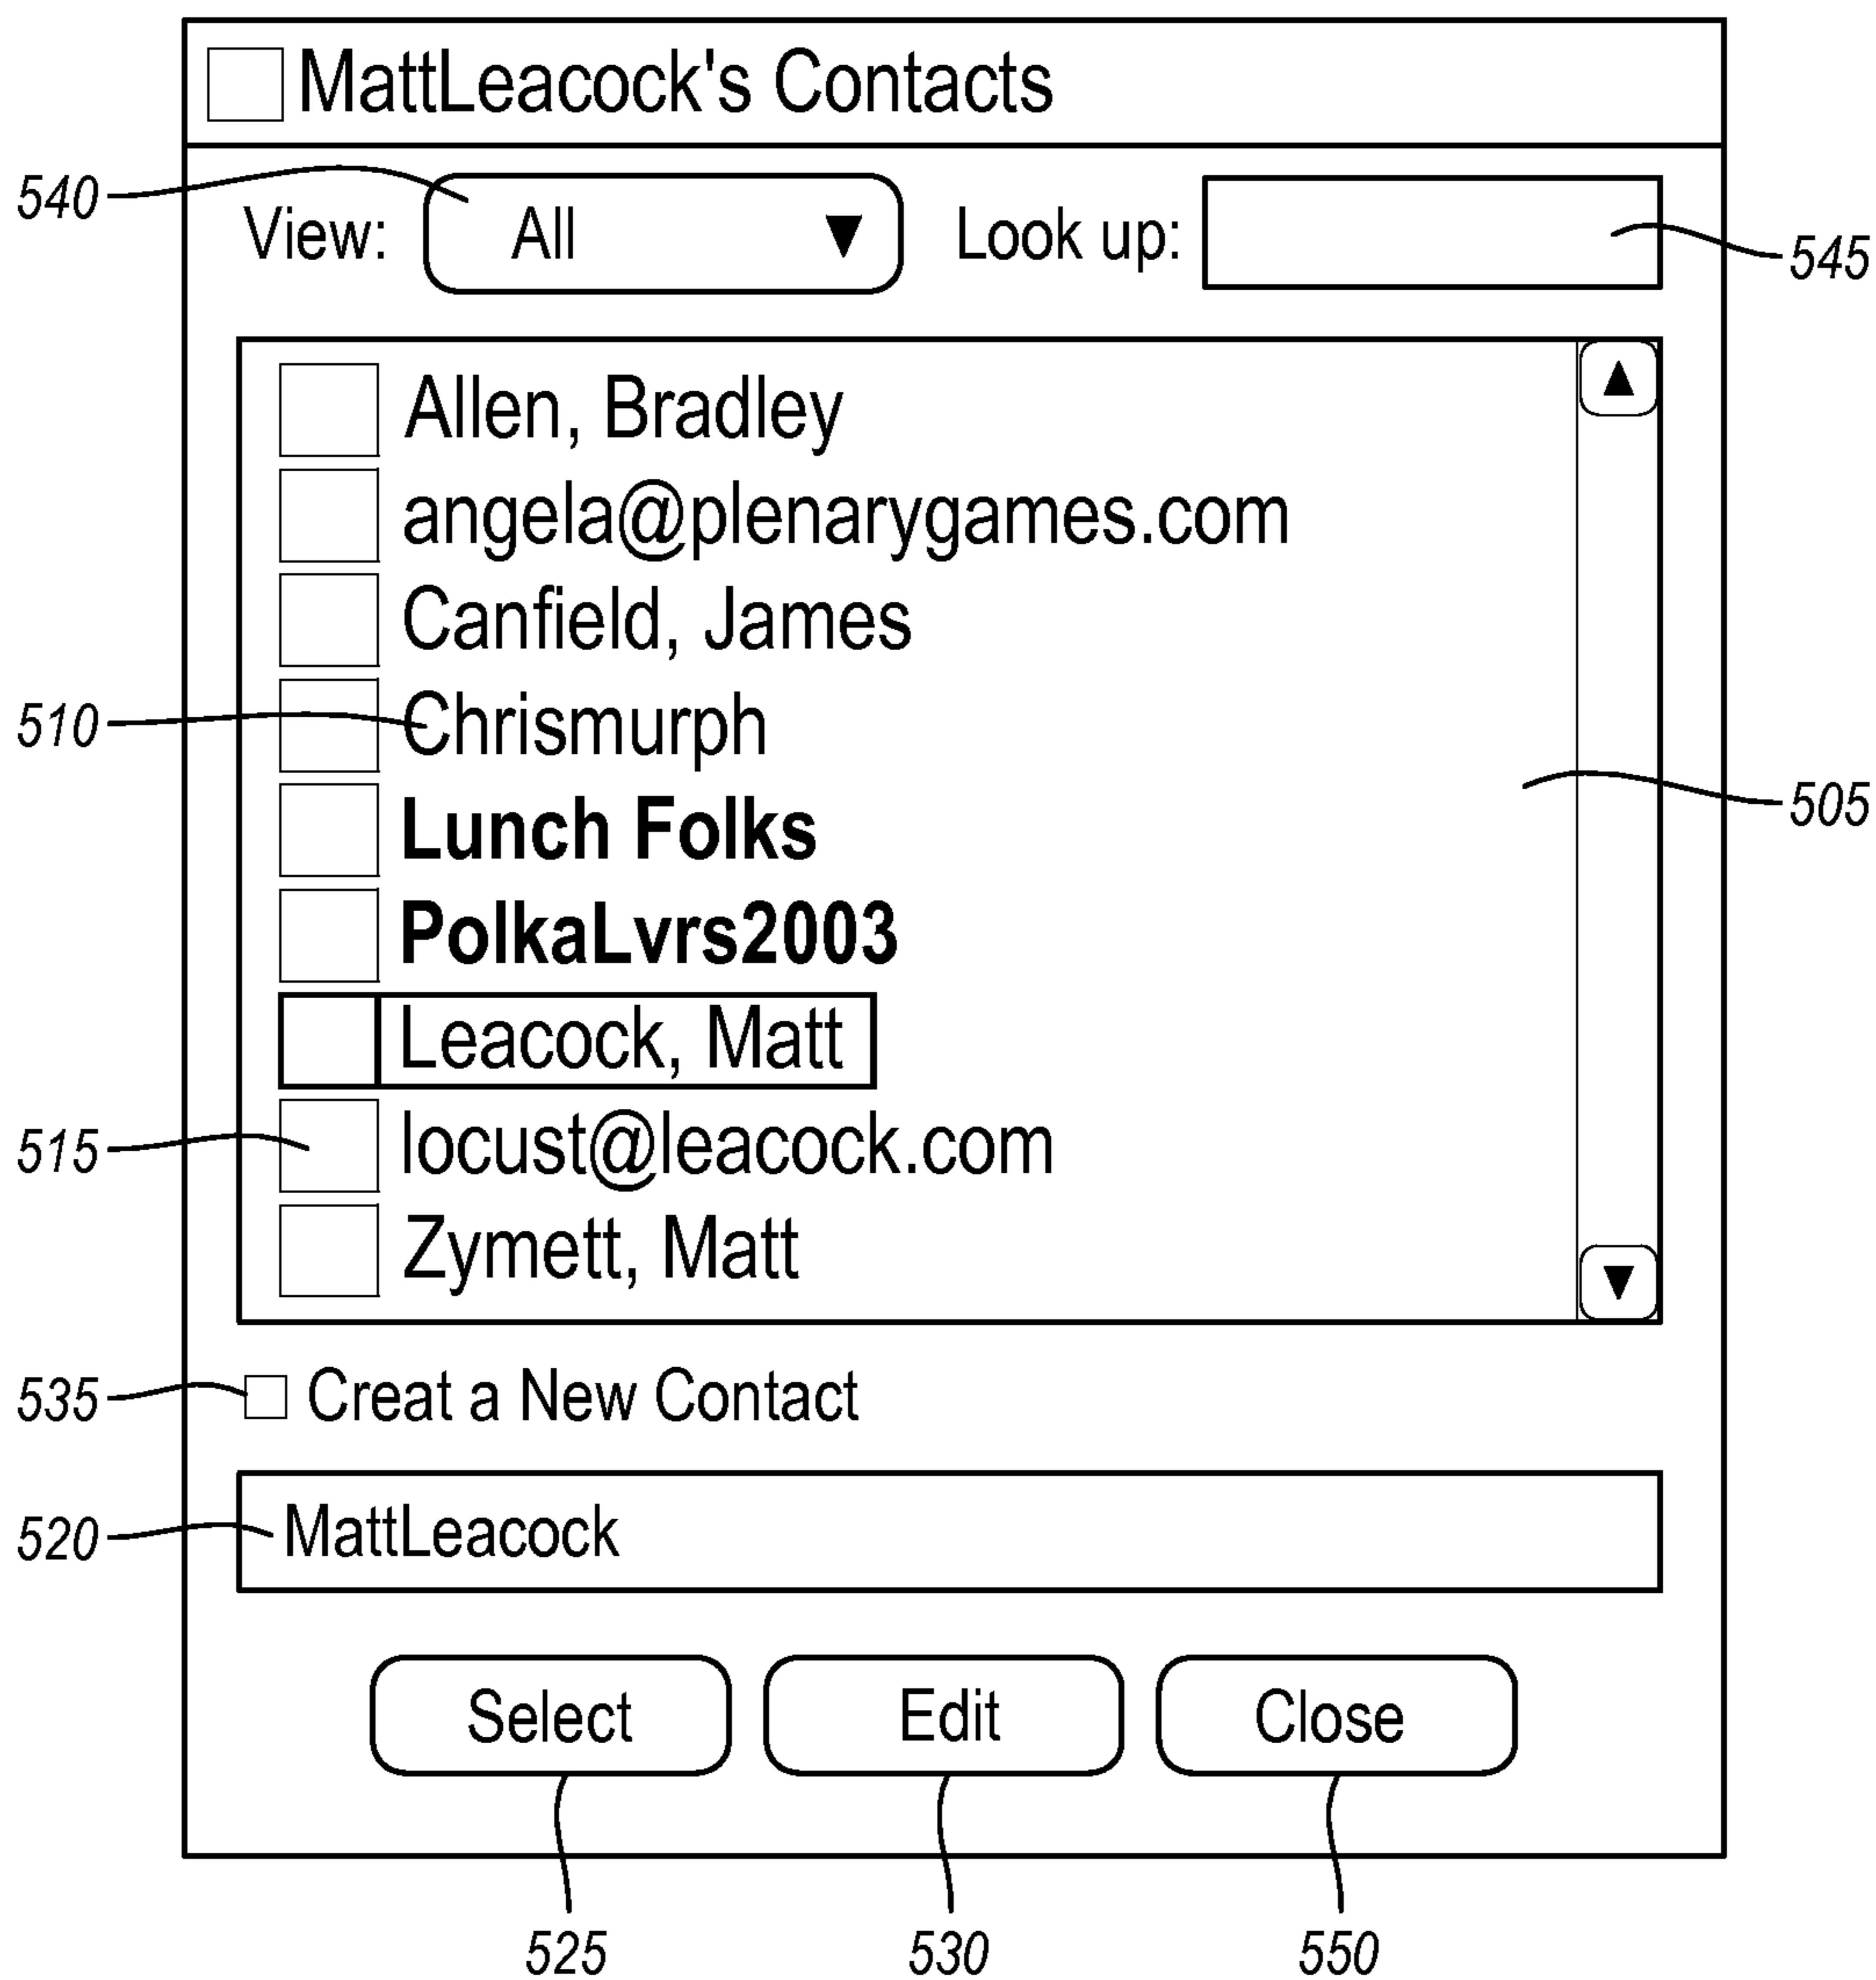 MattLeacock's Contacts
540
View: All ▼ Look up:
545
Allen, Bradley
angela@plenarygames.com
Canfield, James
510
Chrismurph
505
Lunch Folks
PolkaLvrs2003
Leacock, Matt
515
locust@leacock.com
Zymett, Matt
535
Creat a New Contact
520
MattLeacock
Select Edit Close
525 530 550